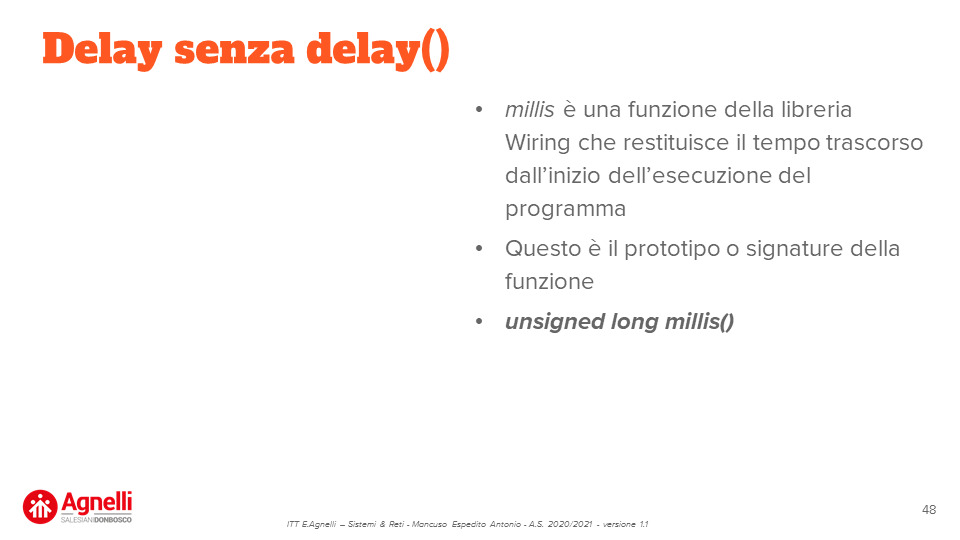 Delay senza delay()
• millis è una funzione della libreria
Wiring che restituisce il tempo trascorso
dall’inizio dell’esecuzione del
programma
• Questo è il prototipo o signature della
funzione
• unsigned long millis()
Agnelli
SALESIANI DONBOSCO
ITT E.Agnelli – Sistemi & Reti - Mancuso Espedito Antonio - A.S. 2020/2021 - versione 1.1
48